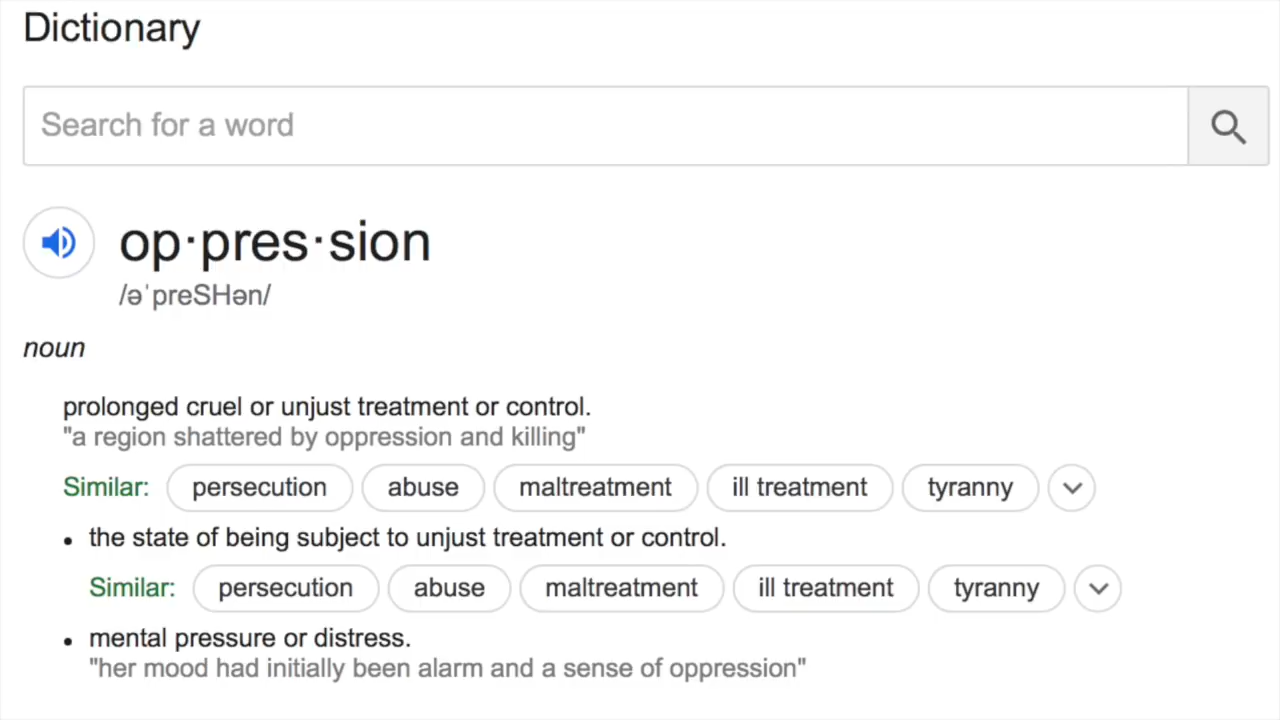 Dictionary
Search for a word
op·pres·sion
/əˈpreSHən/
noun
prolonged cruel or unjust treatment or control.
"a region shattered by oppression and killing"
Similar: persecution abuse maltreatment ill treatment tyranny
• the state of being subject to unjust treatment or control.
Similar: persecution abuse maltreatment ill treatment tyranny
• mental pressure or distress.
"her mood had initially been alarm and a sense of oppression"